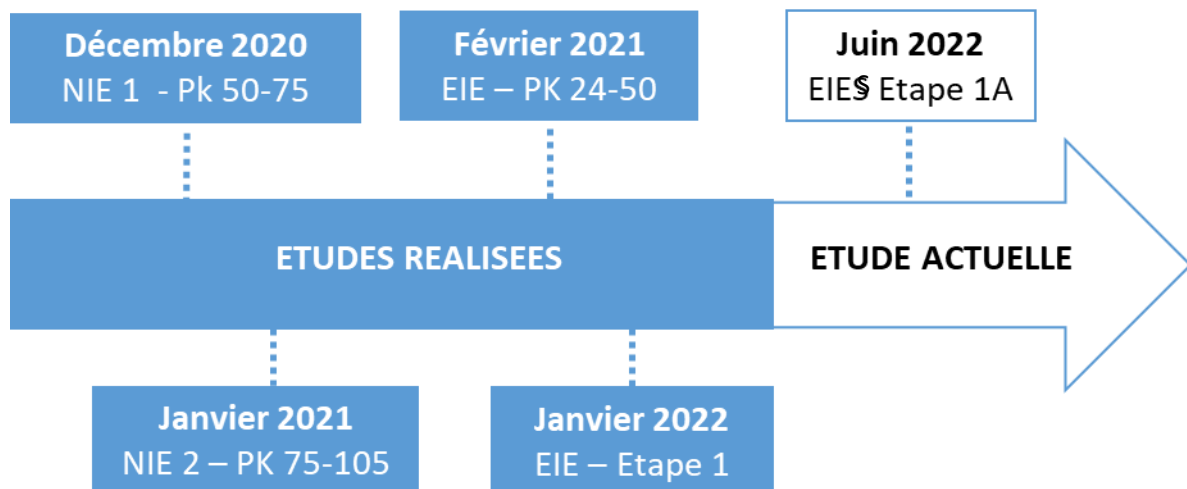 Décembre 2020
NIE 1 - Pk 50-75
Février 2021
EIE – PK 24-50
Juin 2022
EIE§ Etape 1A
ETUDES REALISEES
ETUDE ACTUELLE
Janvier 2021
NIE 2 – PK 75-105
Janvier 2022
EIE – Etape 1